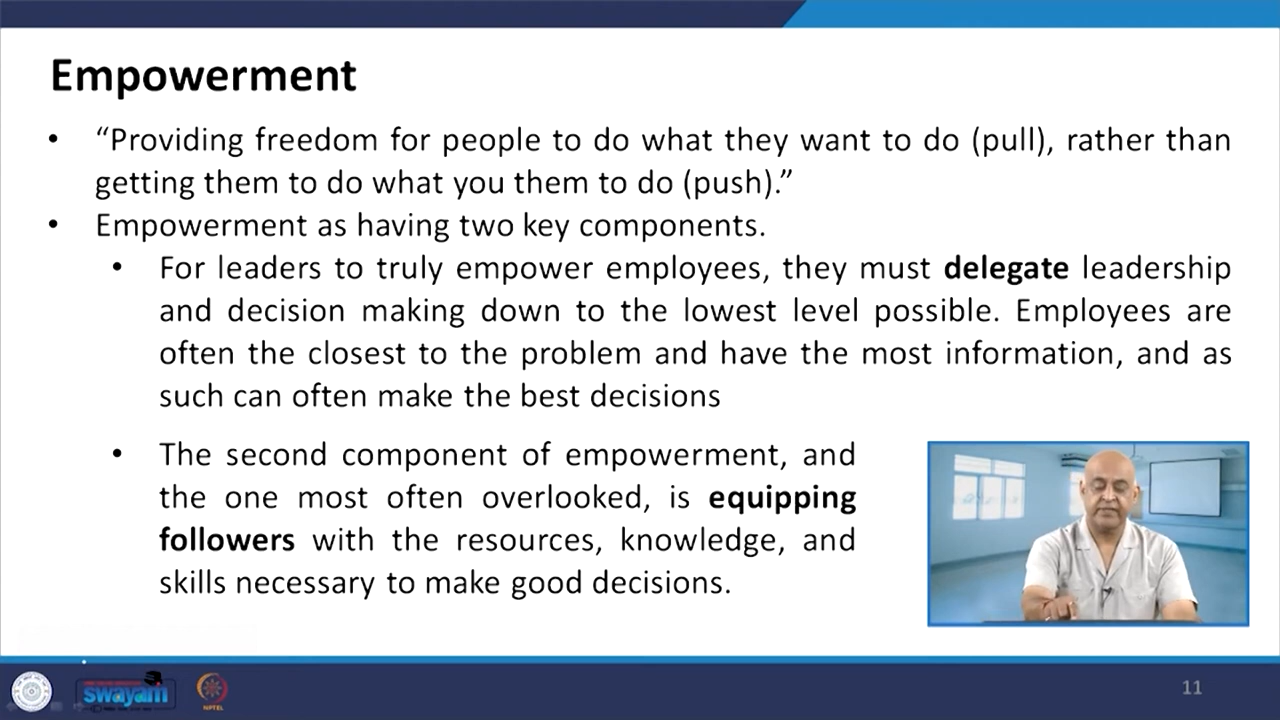 Empowerment
• “Providing freedom for people to do what they want to do (pull), rather than
getting them to do what you them to do (push).”
• Empowerment as having two key components.
• For leaders to truly empower employees, they must delegate leadership
and decision making down to the lowest level possible. Employees are
often the closest to the problem and have the most information, and as
such can often make the best decisions
• The second component of empowerment, and
the one most often overlooked, is equipping
followers with the resources, knowledge, and
skills necessary to make good decisions.
swayam
NPTEL
11